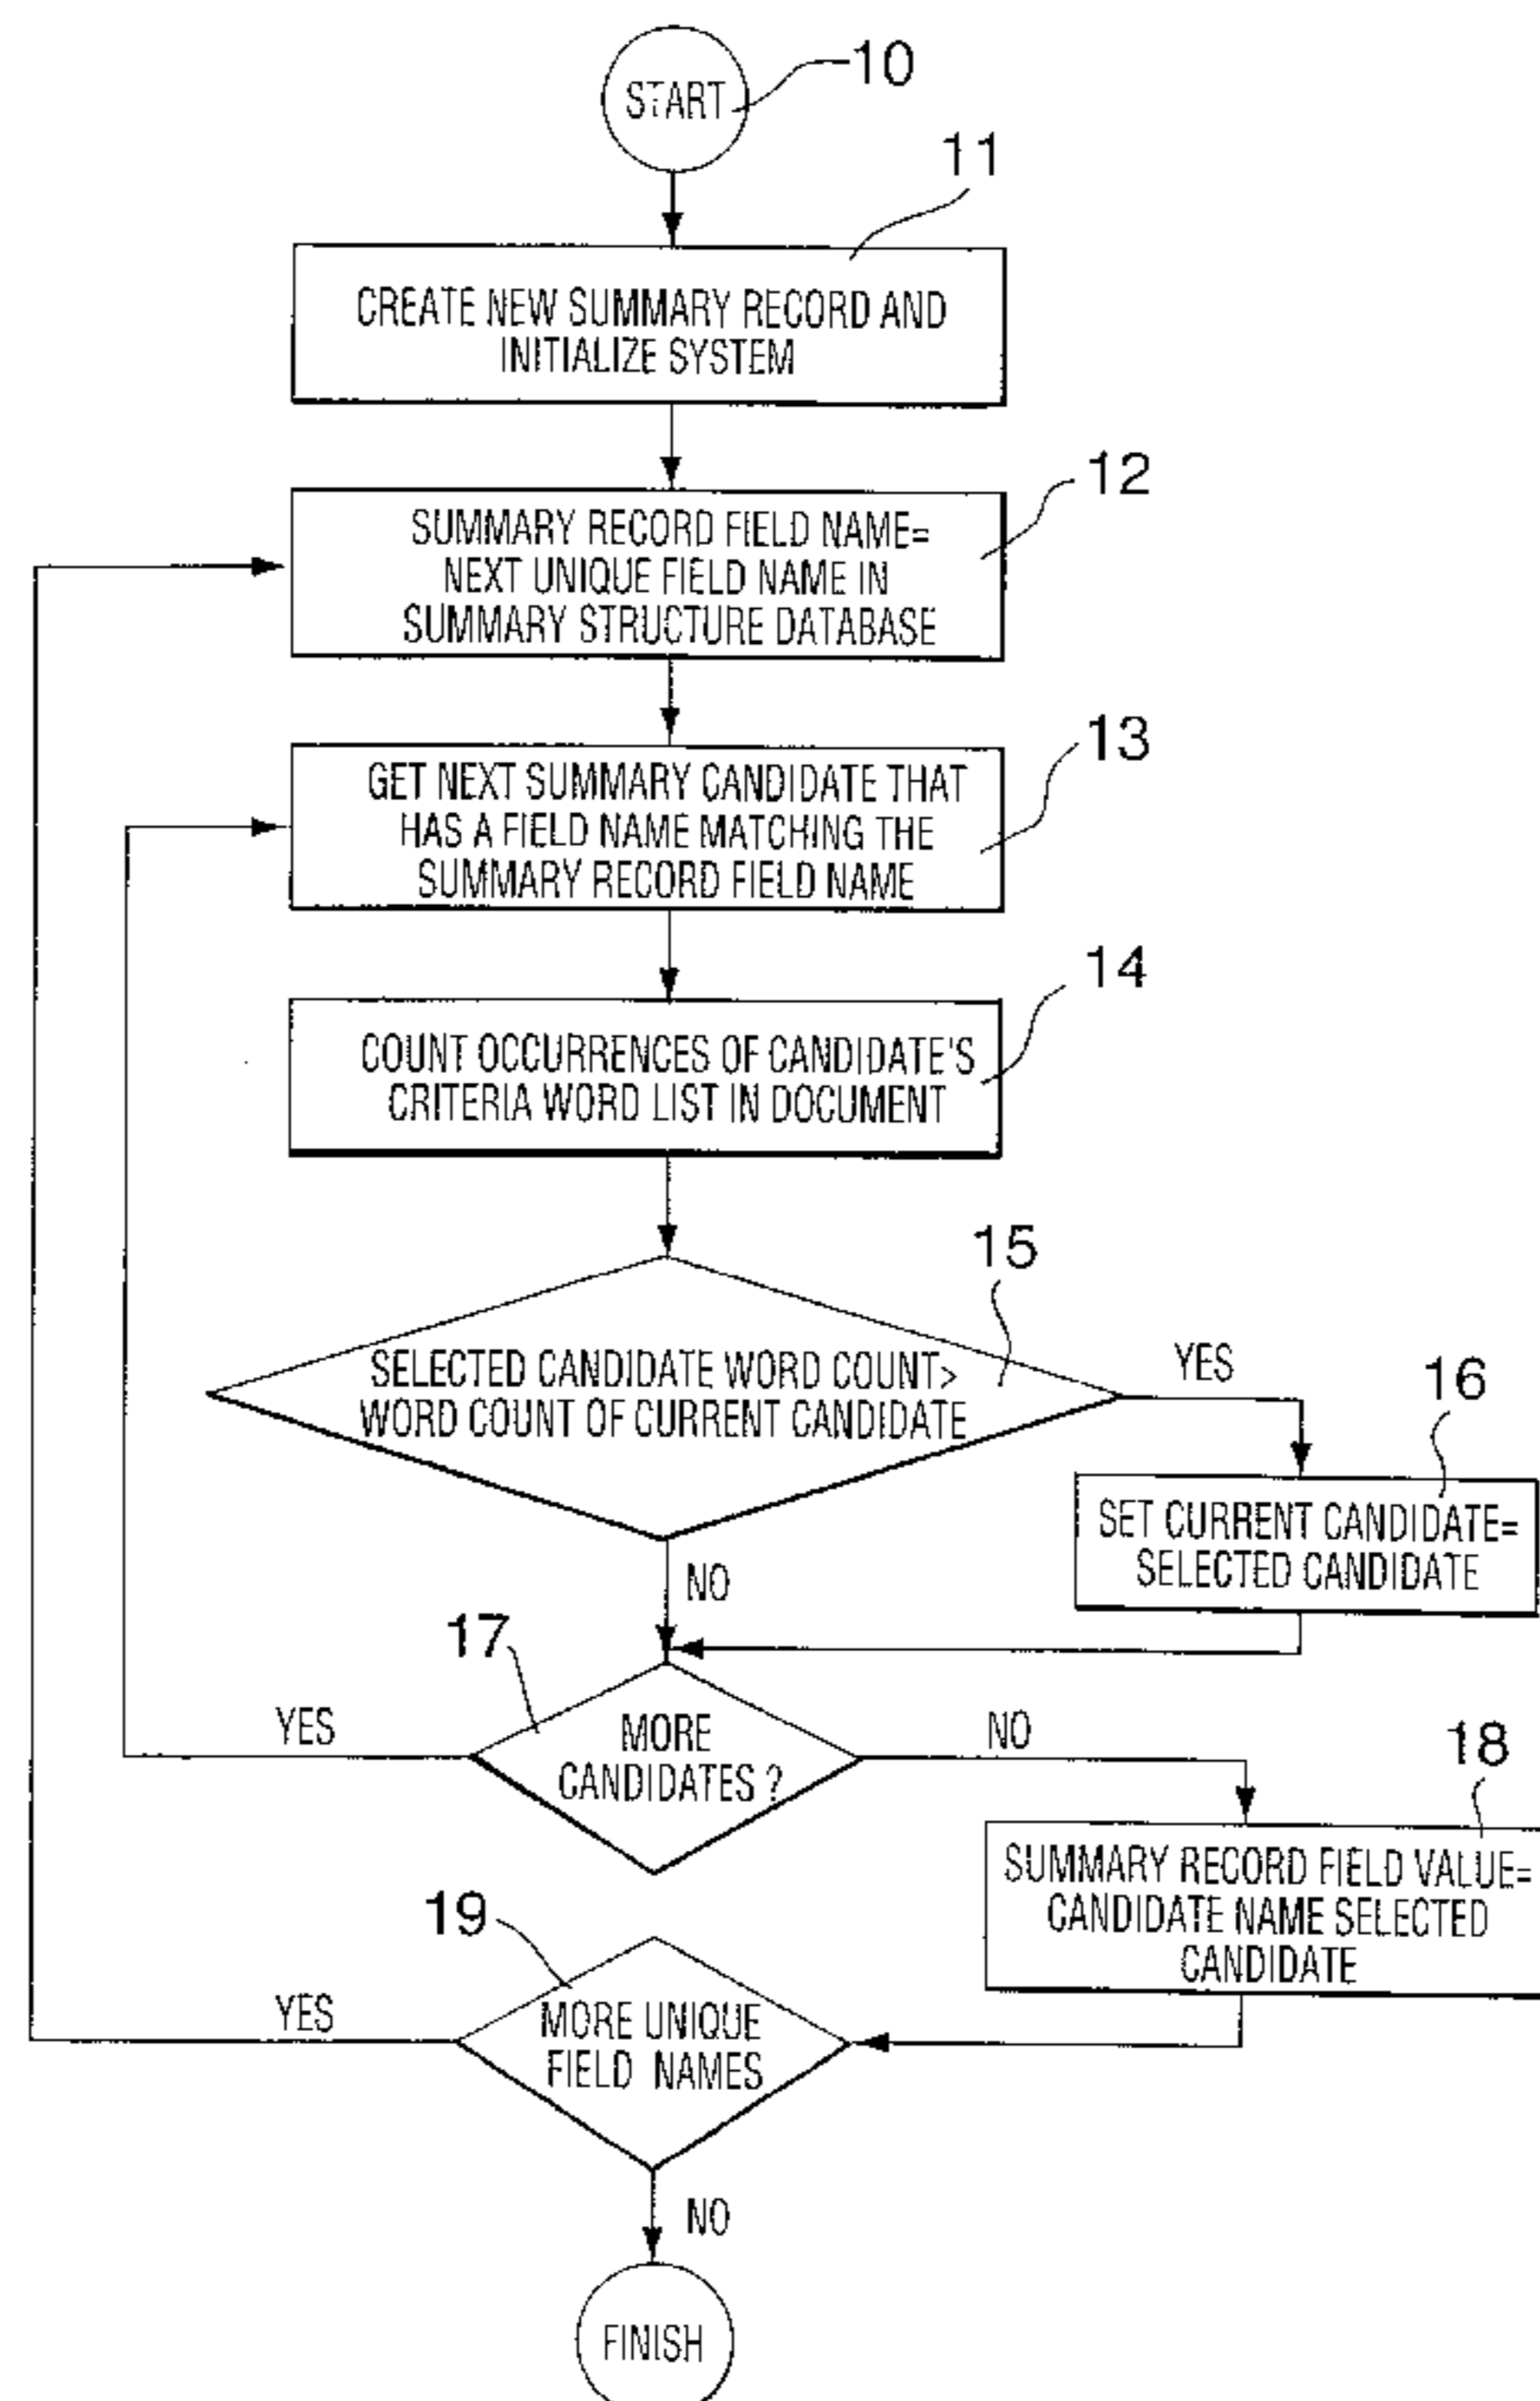 START
10
11
CREATE NEW SUMMARY RECORD AND
INITIALIZE SYSTEM
12
SUMMARY RECORD FIELD NAME=
NEXT UNIQUE FIELD NAME IN
SUMMARY STRUCTURE DATABASE
13
GET NEXT SUMMARY CANDIDATE THAT
HAS A FIELD NAME MATCHING THE
SUMMARY RECORD FIELD NAME
14
COUNT OCCURRENCES OF CANDIDATE'S
CRITERIA WORD LIST IN DOCUMENT
15
SELECTED CANDIDATE WORD COUNT>
WORD COUNT OF CURRENT CANDIDATE
YES
16
SET CURRENT CANDIDATE=
SELECTED CANDIDATE
NO
17
MORE
CANDIDATES ?
YES
NO
18
SUMMARY RECORD FIELD VALUE=
CANDIDATE NAME SELECTED
CANDIDATE
19
MORE UNIQUE
FIELD NAMES
YES
NO
FINISH